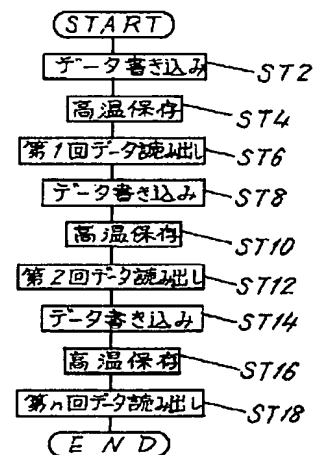 START
データ書き込み ST2
高温保存 ST4
第1回データ読み出し ST6
データ書き込み ST8
高温保存 ST10
第2回データ読み出し ST12
データ書き込み ST14
高温保存 ST16
第n回データ読み出し ST18
END